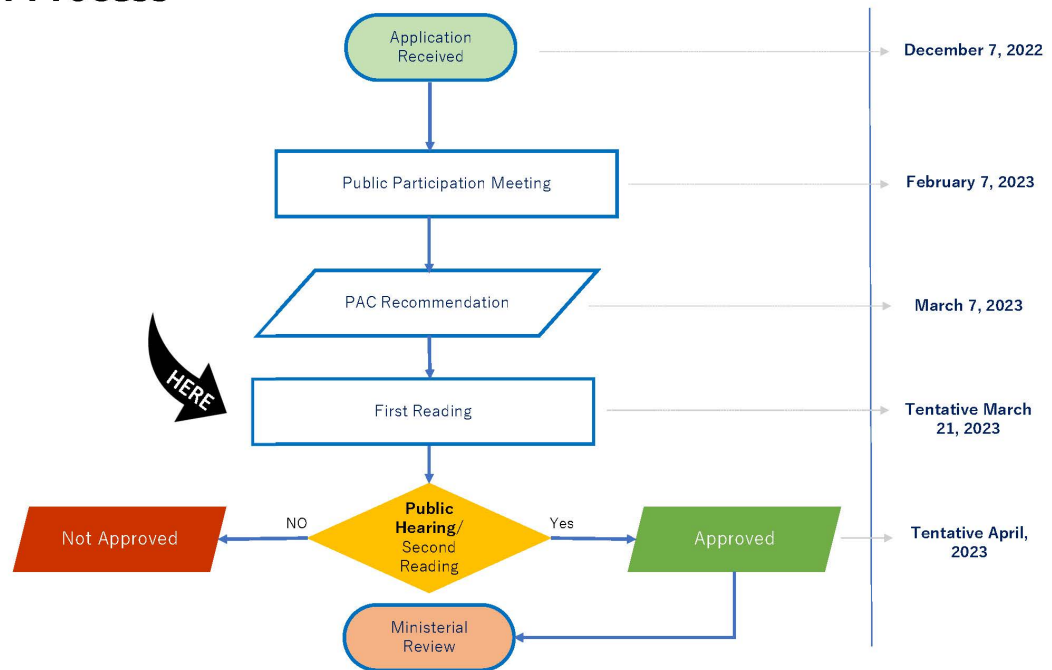 Application
Received
December 7, 2022
Public Participation Meeting
February 7, 2023
PAC Recommendation
March 7, 2023
HERE
First Reading
Tentative March
21, 2023
Public
Hearing/
Second
Reading
NO
Yes
Not Approved
Approved
Tentative April,
2023
Ministerial
Review